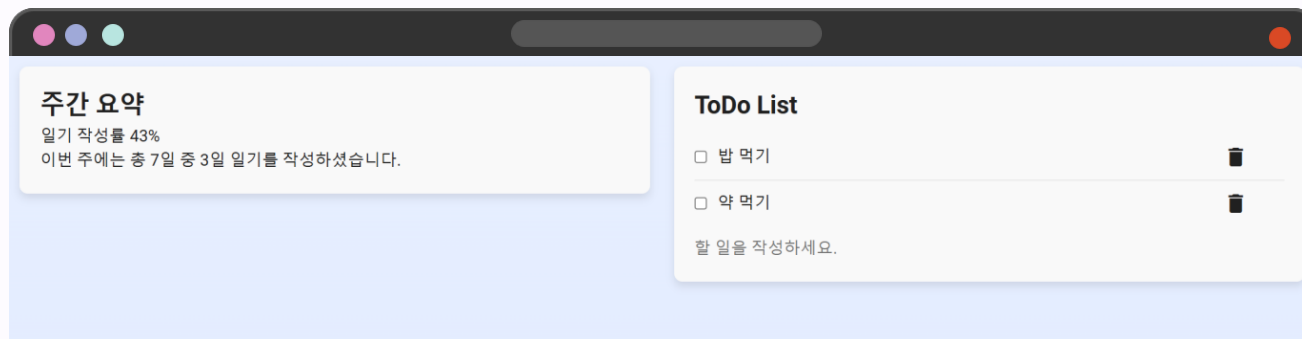 주간 요약
일기 작성률 43%
이번 주에는 총 7일 중 3일 일기를 작성하셨습니다.
ToDo List
밥 먹기
약 먹기
할 일을 작성하세요.